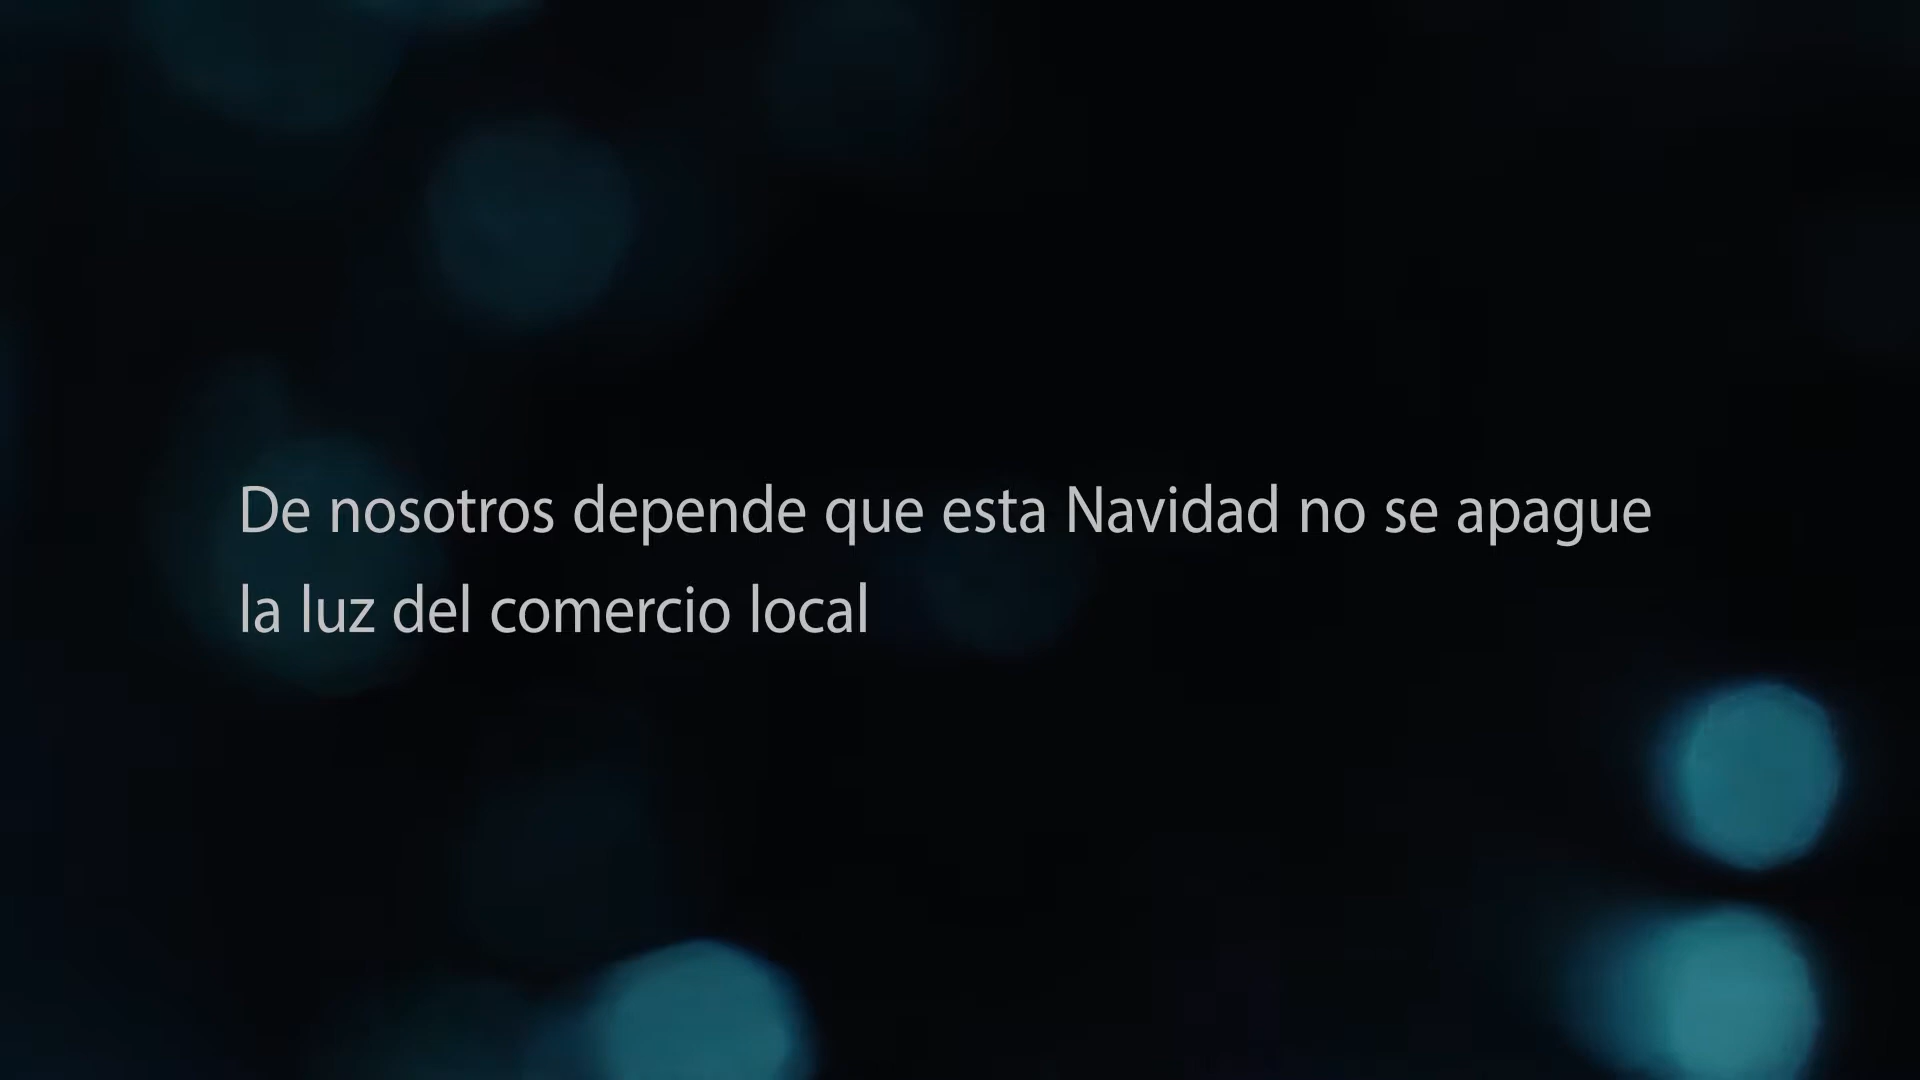 De nosotros depende que esta Navidad no se apague
la luz del comercio local